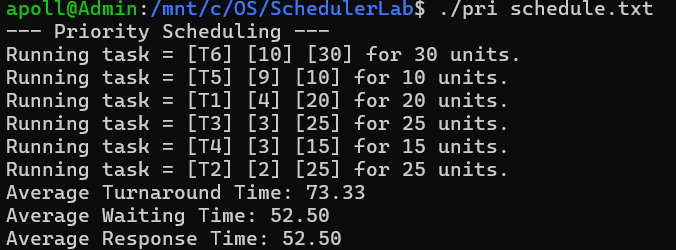 apoll@Admin:/mnt/c/OS/SchedulerLab$ ./pri schedule.txt
--- Priority Scheduling ---
Running task = [T6] [10] [30] for 30 units.
Running task = [T5] [9] [10] for 10 units.
Running task = [T1] [4] [20] for 20 units.
Running task = [T3] [3] [25] for 25 units.
Running task = [T4] [3] [15] for 15 units.
Running task = [T2] [2] [25] for 25 units.
Average Turnaround Time: 73.33
Average Waiting Time: 52.50
Average Response Time: 52.50